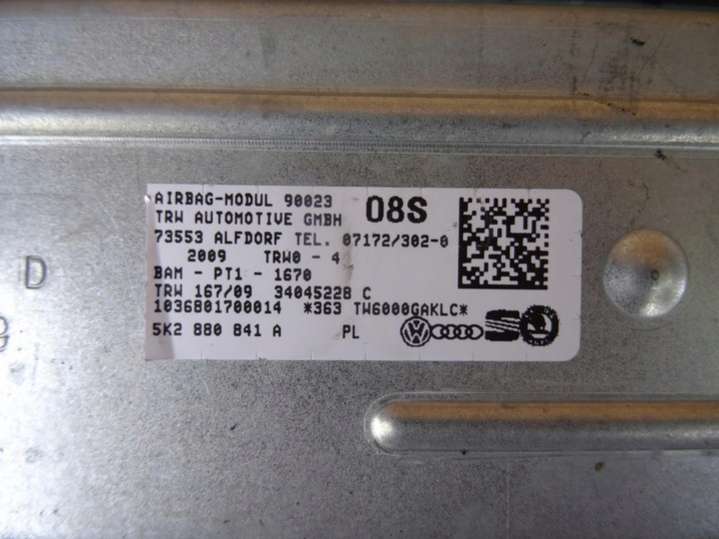 AIRBAG-MODUL 90023 08S
TRW AUTOMOTIVE GMBH
73553 ALFDORF TEL. 07172/302-0
2009 TRW0 - 4
BAM - PT1 - 1670
TRW 167/09 34045228 C
1036801700014 *363 TW6000GAKLC*
5K2 880 841 A PL
D